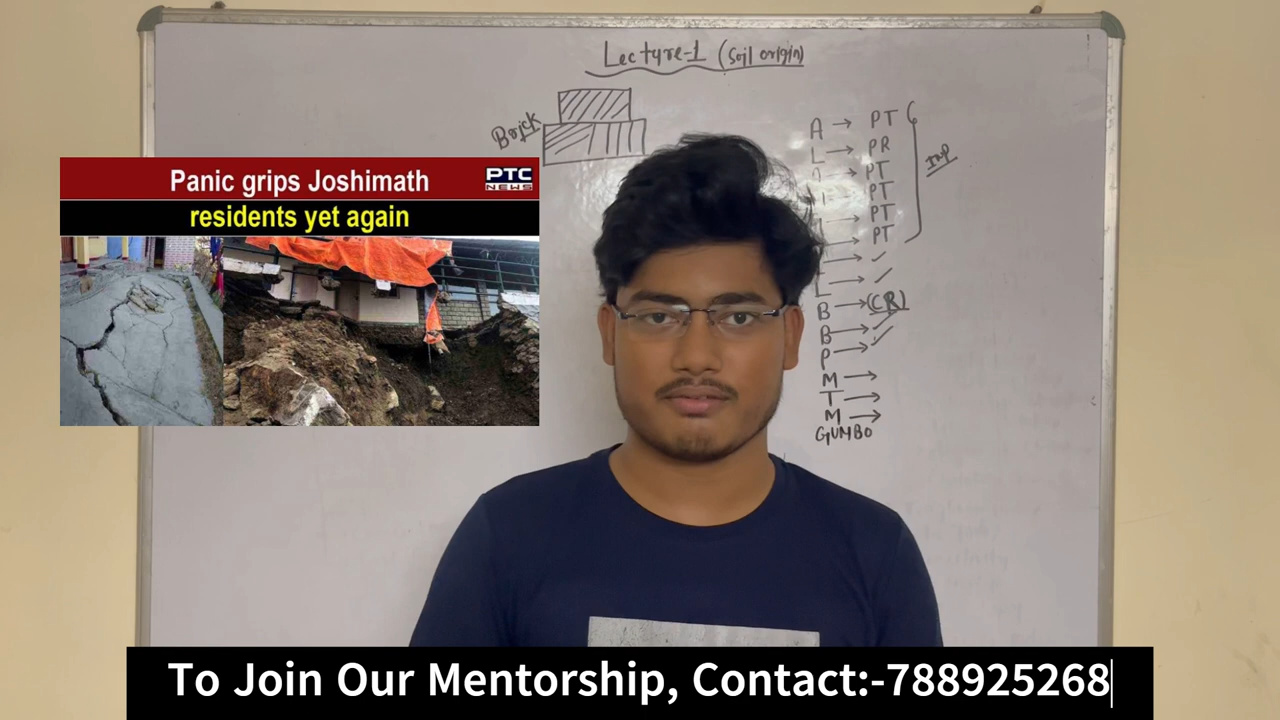 Lecture-1 (Soil origin)
Brick
A → PT
L → PR
→ PT
PT
→ PT
→ PT
Imp
→ ✓
L → ✓
B → (CR)
B → ✓
P → ✓
M →
T →
M →
GUMBO
Panic grips Joshimath
PTC
NEWS
residents yet again
To Join Our Mentorship, Contact:-788925268